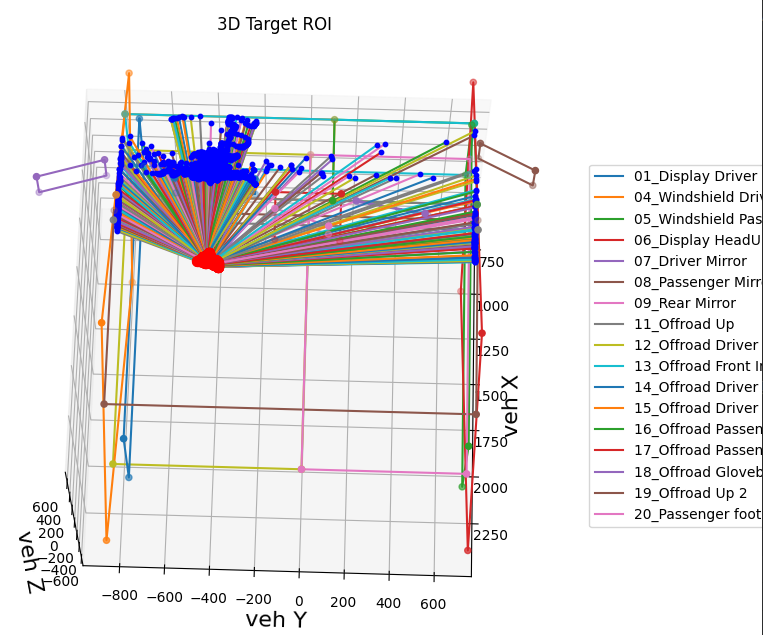 3D Target ROI
01_Display Driver
04_Windshield Driv
05_Windshield Pas
06_Display HeadU
07_Driver Mirror
08_Passenger Mirro
09_Rear Mirror
11_Offroad Up
12_Offroad Driver
13_Offroad Front In
14_Offroad Driver
15_Offroad Driver
16_Offroad Passen
17_Offroad Passen
18_Offroad Gloveb
19_Offroad Up 2
20_Passenger foot
750
1000
1250
1500
1750
2000
2250
veh X
600
400
200
0
−200
−400
−600
veh Z
−800
−600
−400
−200
0
200
400
600
veh Y